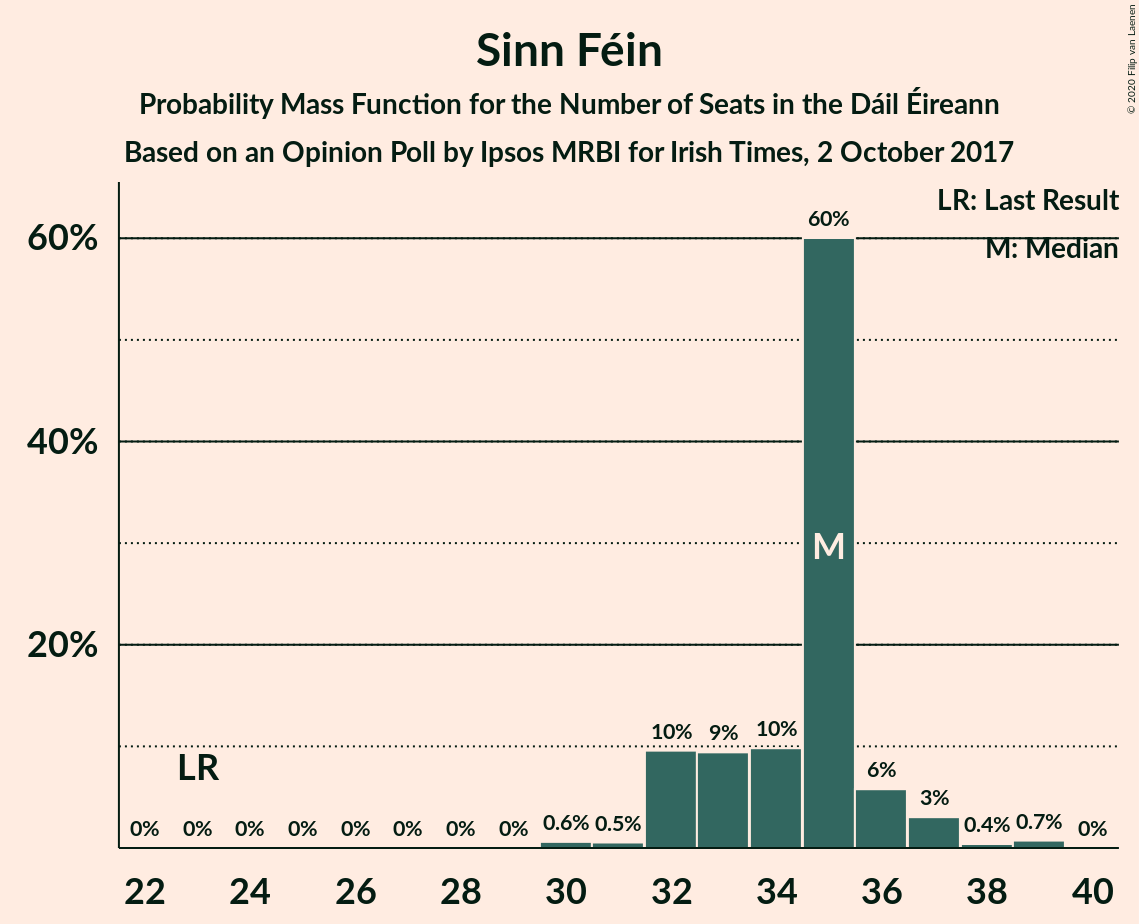 Sinn Féin
Probability Mass Function for the Number of Seats in the Dáil Éireann
Based on an Opinion Poll by Ipsos MRBI for Irish Times, 2 October 2017
© 2020 Filip van Laenen
LR: Last Result
M: Median
60%
40%
20%
60%
M
LR
10% 9% 10%
6%
3%
0% 0% 0% 0% 0% 0% 0% 0% 0.6% 0.5% 0.4% 0.7% 0%
22 24 26 28 30 32 34 36 38 40